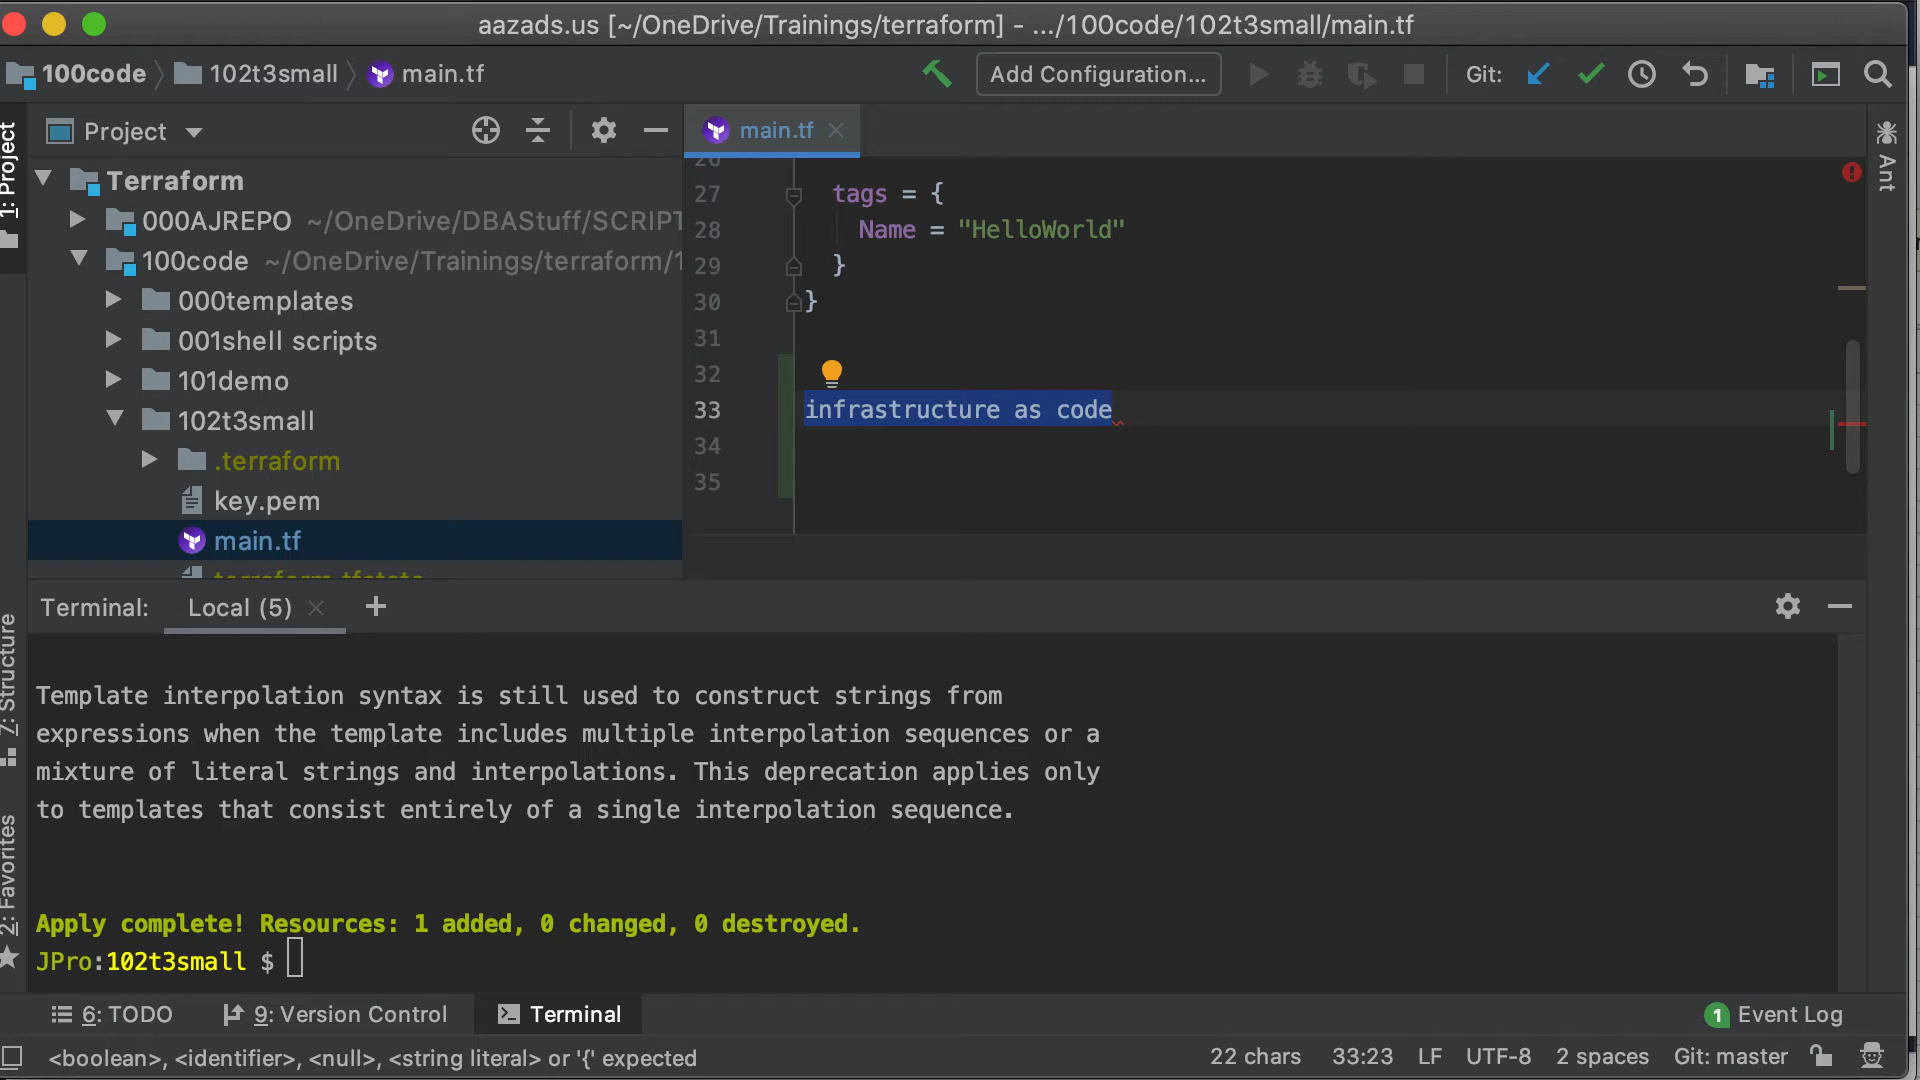 aazads.us [~/OneDrive/Trainings/terraform] - .../100code/102t3small/main.tf
100code 102t3small main.tf
Add Configuration... Git:
1: Project
Project
main.tf
Ant
Terraform
000AJREPO ~/OneDrive/DBAStuff/SCRIPT
100code ~/OneDrive/Trainings/terraform/1
000templates
001shell scripts
101demo
102t3small
.terraform
key.pem
main.tf
terraform.tfstate
26
27 tags = {
28 Name = "HelloWorld"
29 }
30 }
31
32
33 infrastructure as code
34
35
7: Structure
2: Favorites
Terminal: Local (5)
Template interpolation syntax is still used to construct strings from
expressions when the template includes multiple interpolation sequences or a
mixture of literal strings and interpolations. This deprecation applies only
to templates that consist entirely of a single interpolation sequence.
Apply complete! Resources: 1 added, 0 changed, 0 destroyed.
JPro:102t3small $
6: TODO 9: Version Control Terminal 1 Event Log
<boolean>, <identifier>, <null>, <string literal> or '{' expected 22 chars 33:23 LF UTF-8 2 spaces Git: master